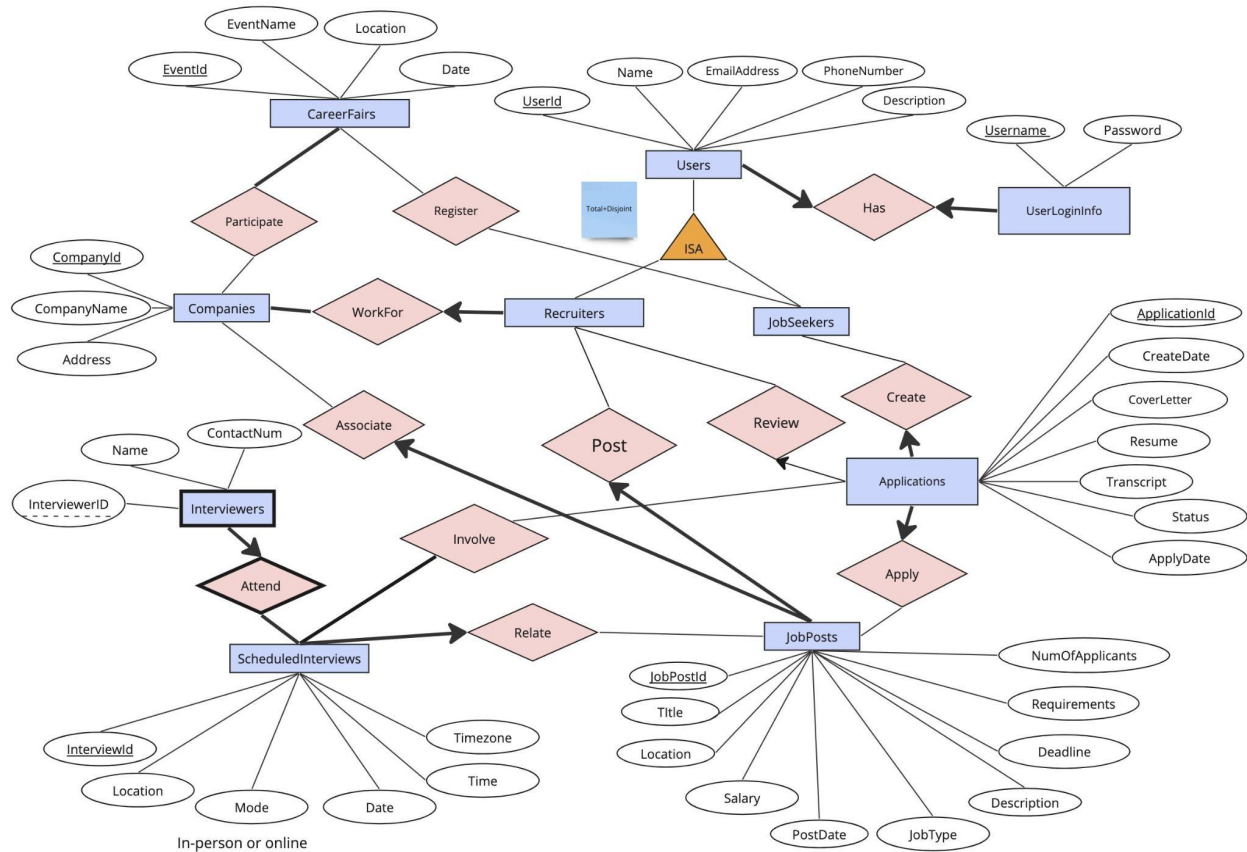 EventName
Location
EventId
Date
CareerFairs
Name
EmailAddress
PhoneNumber
UserId
Description
Users
Username
Password
UserLoginInfo
Total+Disjoint
Has
Participate
Register
ISA
CompanyId
CompanyName
Address
Companies
WorkFor
Recruiters
JobSeekers
ApplicationId
CreateDate
CoverLetter
Resume
Transcript
Status
ApplyDate
Associate
Post
Review
Create
Applications
Name
ContactNum
InterviewerID
Interviewers
Involve
Attend
Apply
Relate
ScheduledInterviews
JobPosts
InterviewId
Location
Mode
Date
Time
Timezone
In-person or online
JobPostId
TItle
Location
Salary
PostDate
JobType
Description
Deadline
Requirements
NumOfApplicants